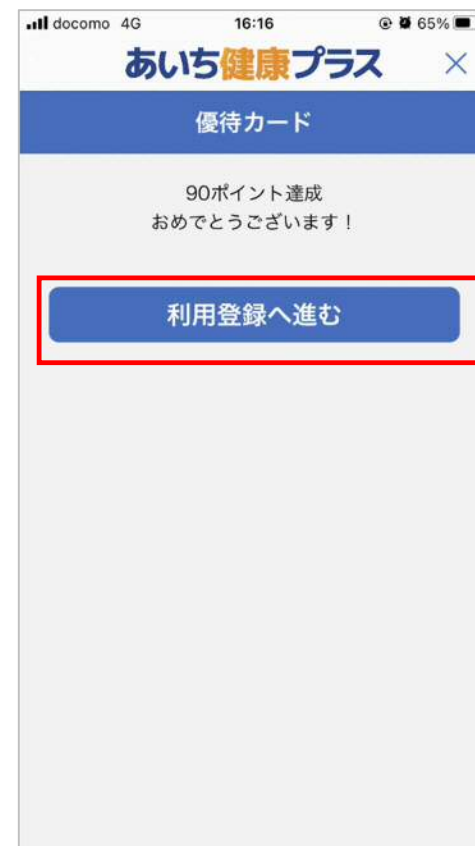 docomo 4G 16:16 65%
あいち健康プラス
優待カード
90ポイント達成
おめでとうございます！
利用登録へ進む